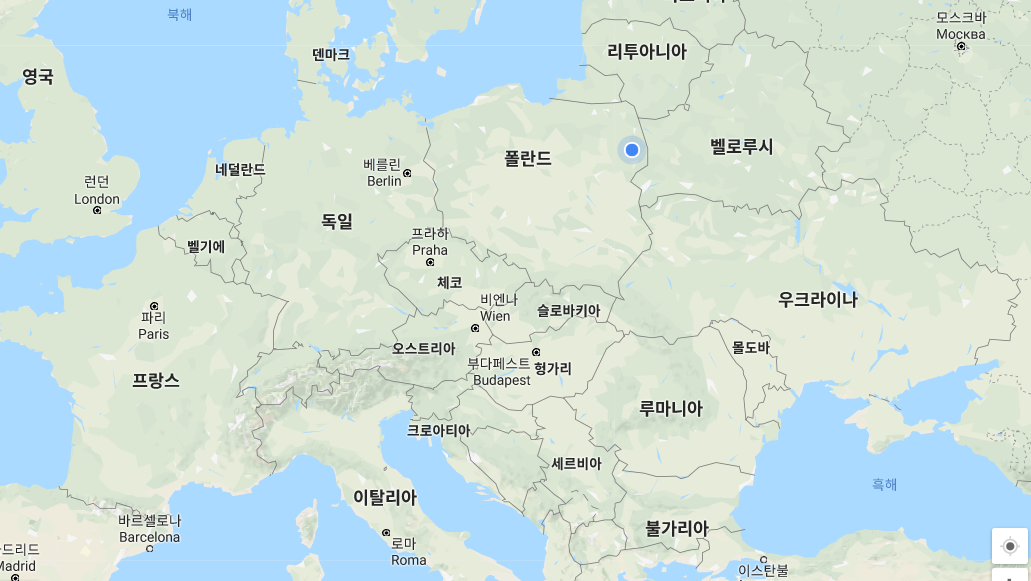 북해
모스크바
Москва
덴마크
리투아니아
영국
벨로루시
폴란드
베를린
Berlin
네덜란드
런던
London
독일
프라하
Praha
벨기에
체코
비엔나
Wien
슬로바키아
우크라이나
파리
Paris
오스트리아
몰도바
부다페스트
Budapest
헝가리
프랑스
루마니아
크로아티아
세르비아
흑해
이탈리아
바르셀로나
Barcelona
불가리아
로마
Roma
드리드
Madrid
이스탄불